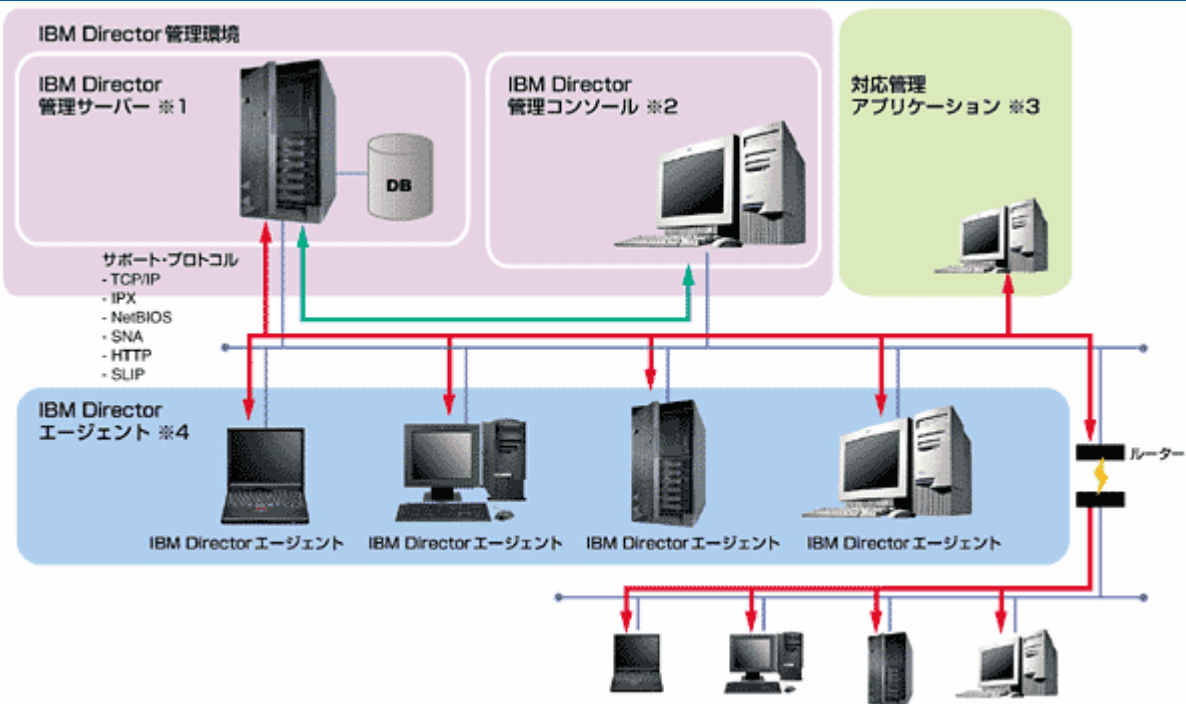 IBM Director管理環境
IBM Director
管理サーバー ※1
DB
IBM Director
管理コンソール ※2
対応管理
アプリケーション ※3
サポート・プロトコル
- TCP/IP
- IPX
- NetBIOS
- SNA
- HTTP
- SLIP
IBM Director
エージェント ※4
ルーター
IBM Directorエージェント
IBM Directorエージェント
IBM Directorエージェント
IBM Directorエージェント